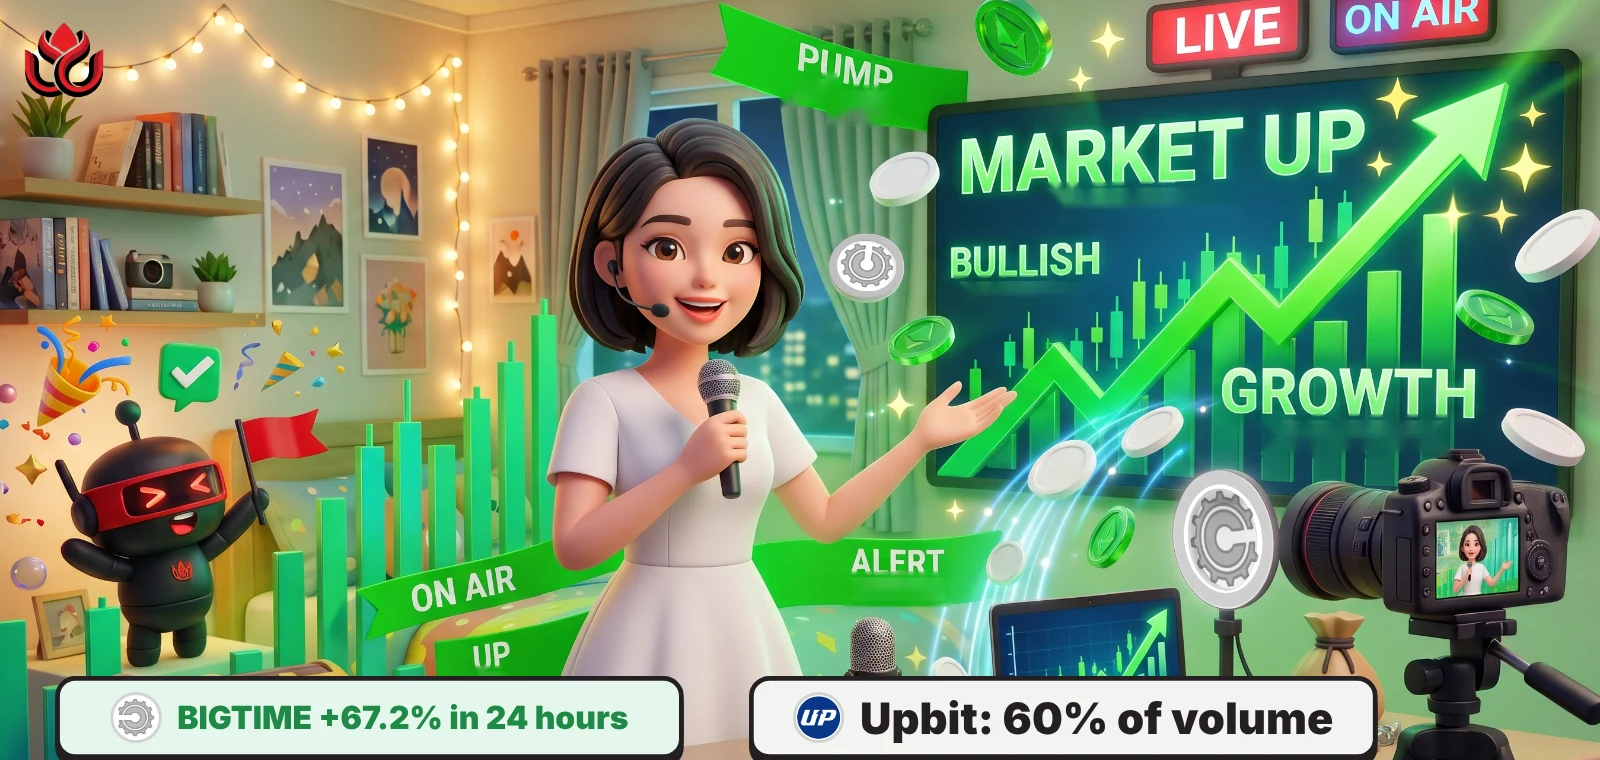 PUMP
LIVE
ON AIR
MARKET UP
BULLISH
GROWTH
ON AIR
ALERT
UP
BIGTIME +67.2% in 24 hours
UP
Upbit: 60% of volume